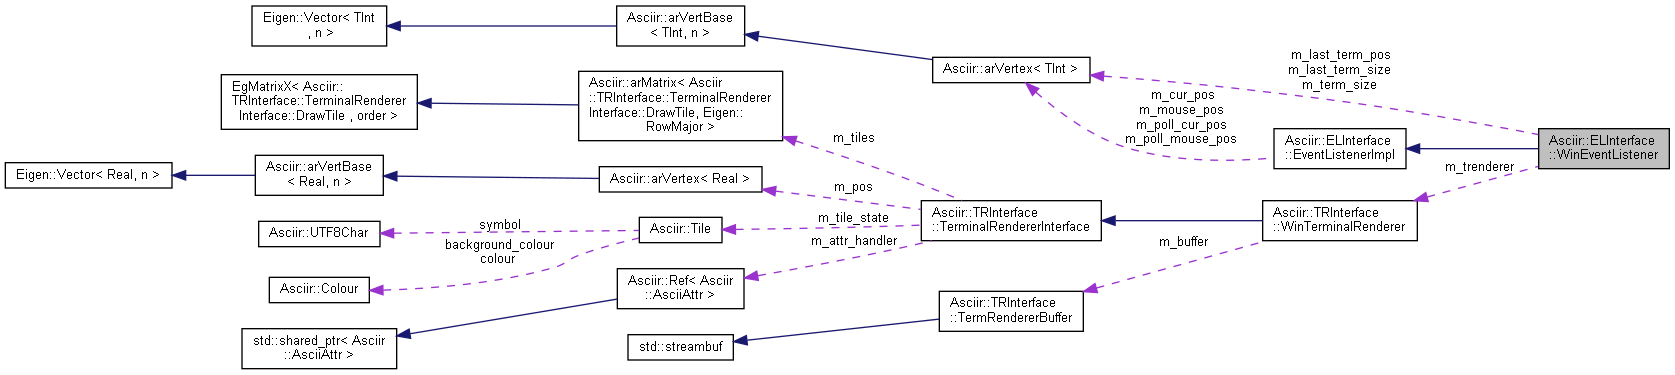 Eigen::Vector< TInt
, n >
Asciir::arVertBase
< TInt, n >
Asciir::arVertex< TInt >
m_last_term_pos
m_last_term_size
m_term_size
EgMatrixX< Asciir::
TRInterface::TerminalRenderer
Interface::DrawTile , order >
Asciir::arMatrix< Asciir
::TRInterface::TerminalRenderer
Interface::DrawTile, Eigen::
RowMajor >
m_cur_pos
m_mouse_pos
m_poll_cur_pos
m_poll_mouse_pos
Asciir::ELInterface
::EventListenerImpl
Asciir::ELInterface
::WinEventListener
m_tiles
m_trenderer
Eigen::Vector< Real, n >
Asciir::arVertBase
< Real, n >
Asciir::arVertex< Real >
m_pos
Asciir::UTF8Char
symbol
Asciir::Tile
m_tile_state
Asciir::TRInterface
::TerminalRendererInterface
Asciir::TRInterface
::WinTerminalRenderer
background_colour
colour
m_attr_handler
m_buffer
Asciir::Colour
Asciir::Ref< Asciir
::AsciiAttr >
Asciir::TRInterface
::TermRendererBuffer
std::shared_ptr< Asciir
::AsciiAttr >
std::streambuf